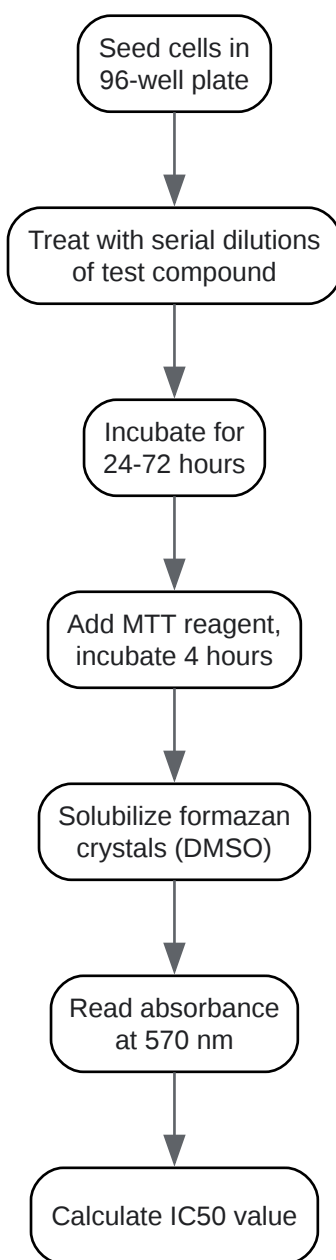 Seed cells in
96-well plate
Treat with serial dilutions
of test compound
Incubate for
24-72 hours
Add MTT reagent,
incubate 4 hours
Solubilize formazan
crystals (DMSO)
Read absorbance
at 570 nm
Calculate IC50 value